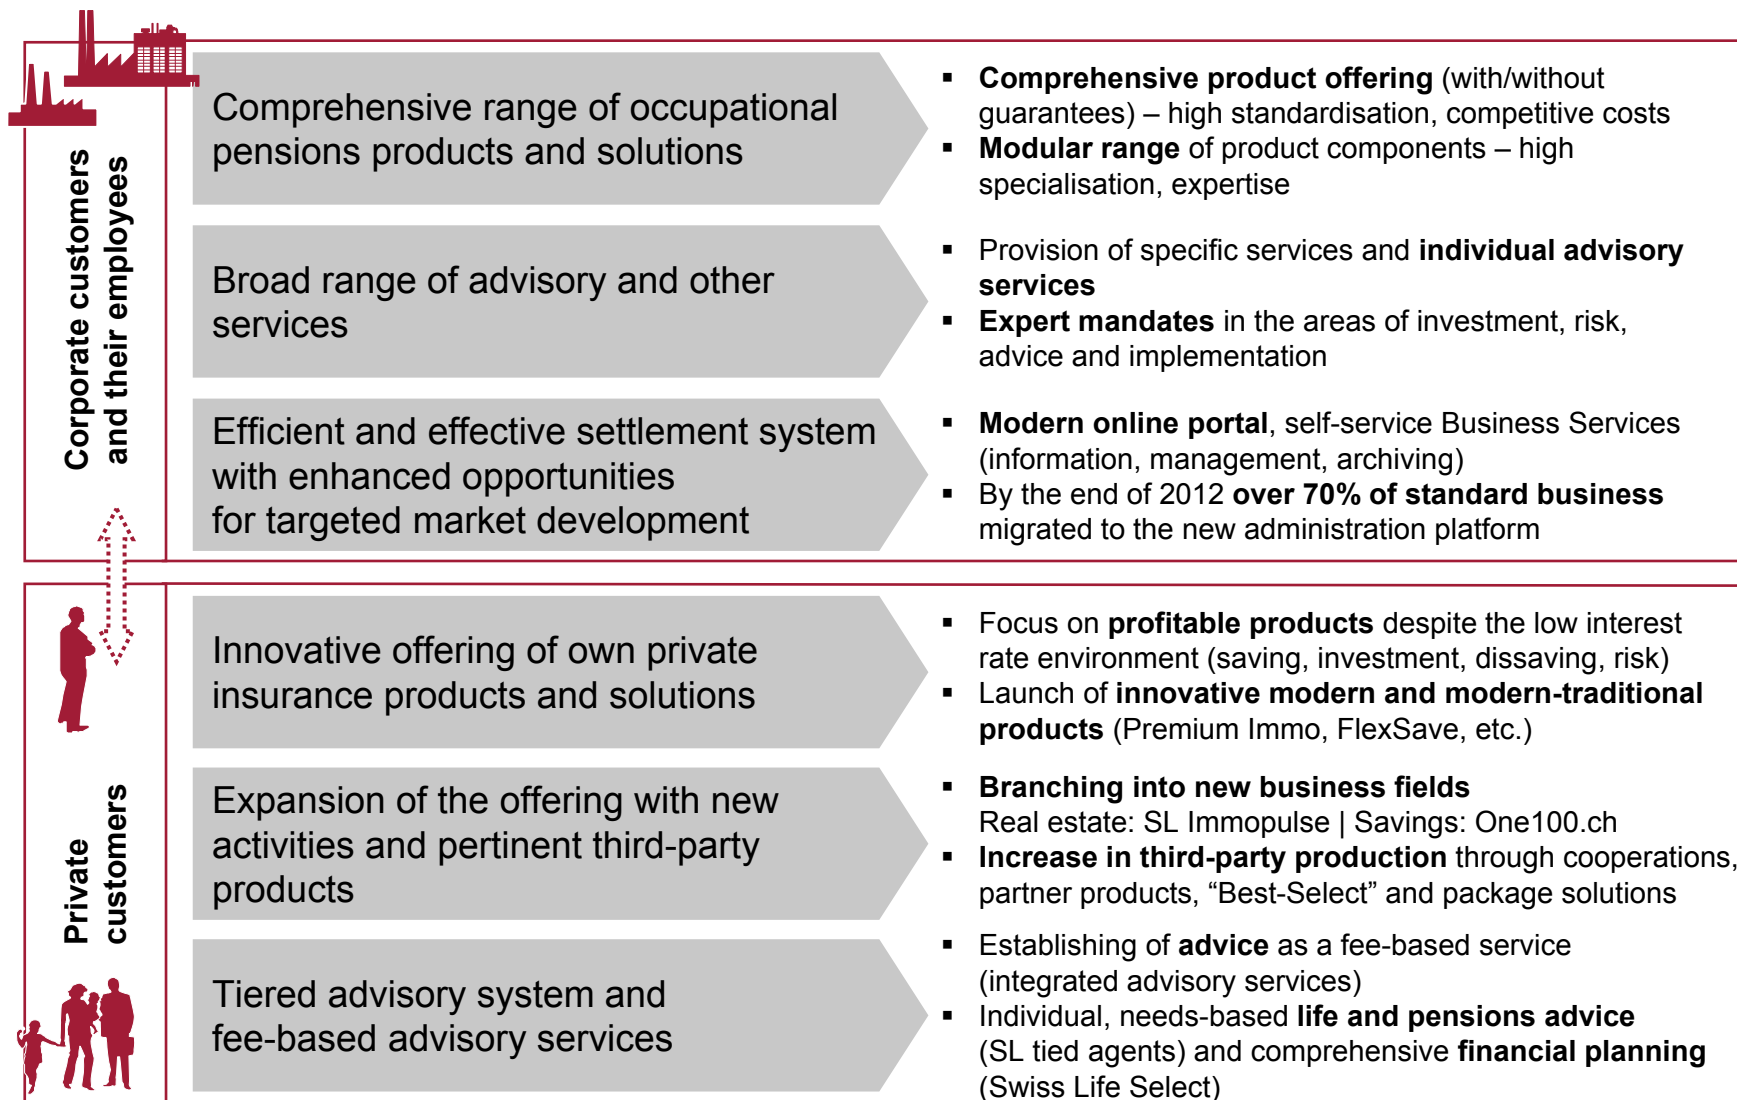 Corporate customers
and their employees
Comprehensive range of occupational
pensions products and solutions
▪ Comprehensive product offering (with/without
guarantees) – high standardisation, competitive costs
▪ Modular range of product components – high
specialisation, expertise
Broad range of advisory and other
services
▪ Provision of specific services and individual advisory
services
▪ Expert mandates in the areas of investment, risk,
advice and implementation
Efficient and effective settlement system
with enhanced opportunities
for targeted market development
▪ Modern online portal, self-service Business Services
(information, management, archiving)
▪ By the end of 2012 over 70% of standard business
migrated to the new administration platform
Private
customers
Innovative offering of own private
insurance products and solutions
▪ Focus on profitable products despite the low interest
rate environment (saving, investment, dissaving, risk)
▪ Launch of innovative modern and modern-traditional
products (Premium Immo, FlexSave, etc.)
Expansion of the offering with new
activities and pertinent third-party
products
▪ Branching into new business fields
Real estate: SL Immopulse | Savings: One100.ch
▪ Increase in third-party production through cooperations,
partner products, “Best-Select” and package solutions
Tiered advisory system and
fee-based advisory services
▪ Establishing of advice as a fee-based service
(integrated advisory services)
▪ Individual, needs-based life and pensions advice
(SL tied agents) and comprehensive financial planning
(Swiss Life Select)